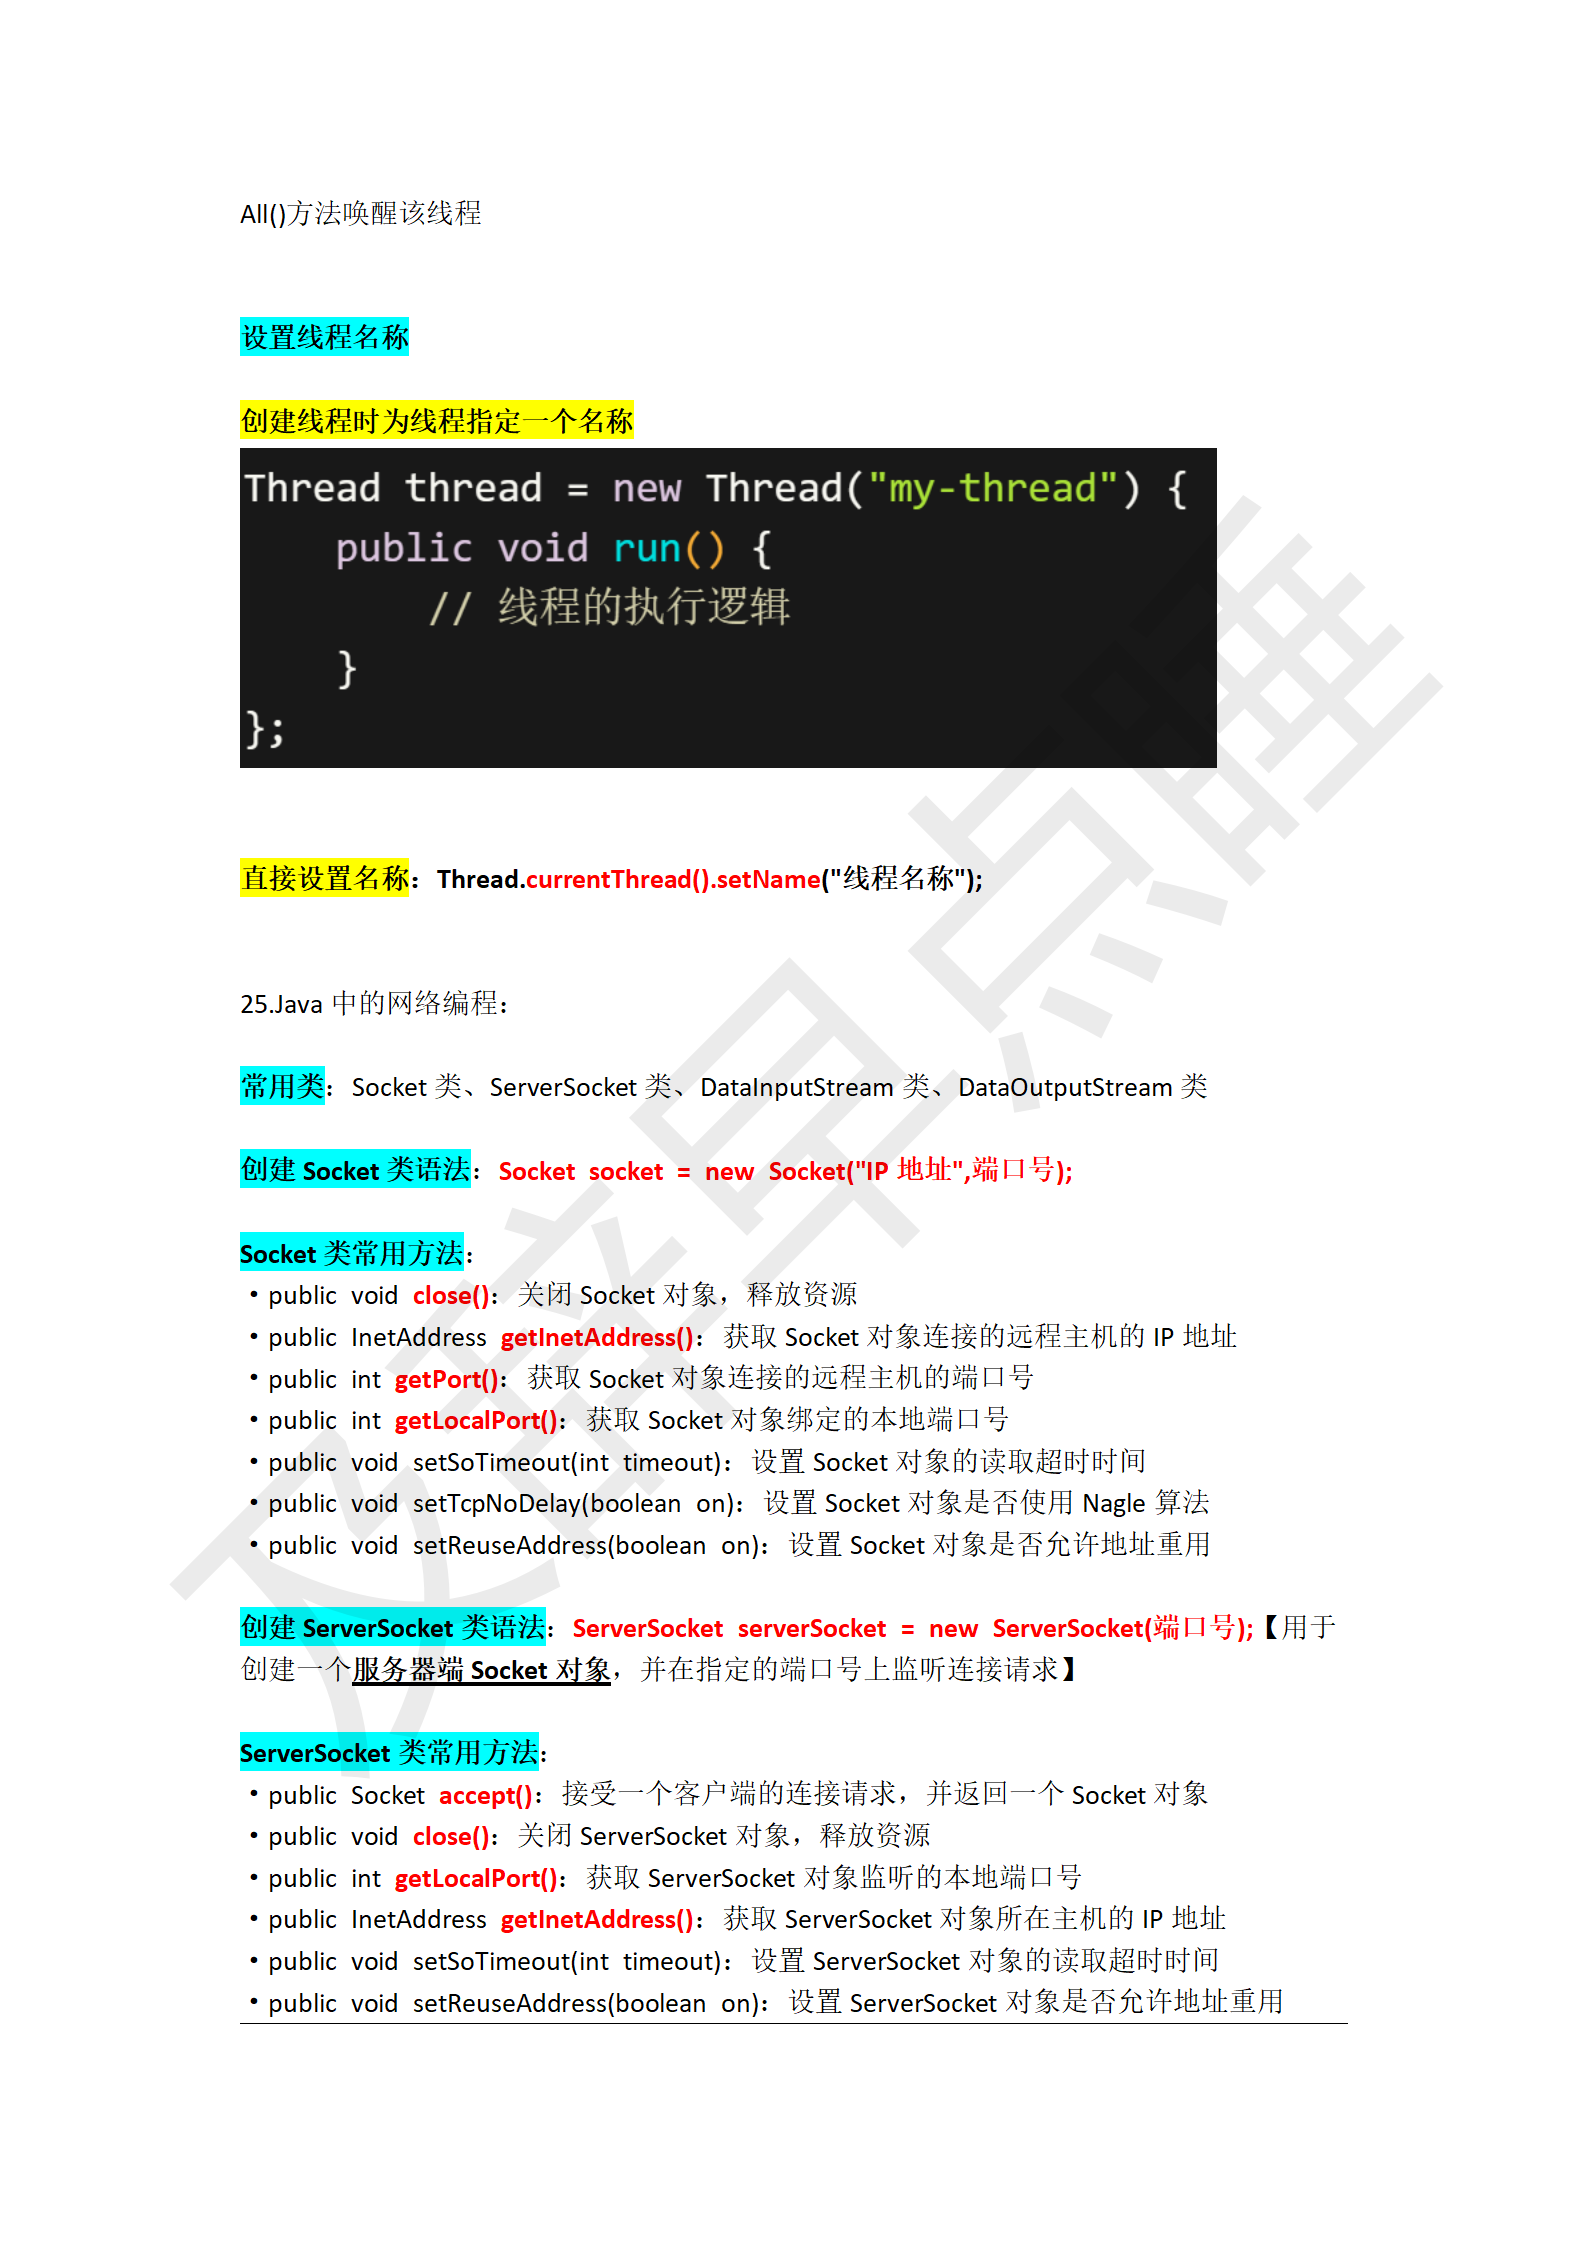 All()方法唤醒该线程
设置线程名称
创建线程时为线程指定一个名称
Thread thread = new Thread("my-thread") {
    public void run() {
        // 线程的执行逻辑
    }
};
直接设置名称：Thread.currentThread().setName("线程名称");
25.Java 中的网络编程：
常用类：Socket 类、ServerSocket 类、DataInputStream 类、DataOutputStream 类
创建 Socket 类语法：Socket socket = new Socket("IP 地址",端口号);
Socket 类常用方法：
·public void close()：关闭 Socket 对象，释放资源
·public InetAddress getInetAddress()：获取 Socket 对象连接的远程主机的 IP 地址
·public int getPort()：获取 Socket 对象连接的远程主机的端口号
·public int getLocalPort()：获取 Socket 对象绑定的本地端口号
·public void setSoTimeout(int timeout)：设置 Socket 对象的读取超时时间
·public void setTcpNoDelay(boolean on)：设置 Socket 对象是否使用 Nagle 算法
·public void setReuseAddress(boolean on)：设置 Socket 对象是否允许地址重用
创建 ServerSocket 类语法：ServerSocket serverSocket = new ServerSocket(端口号);【用于
创建一个服务器端 Socket 对象，并在指定的端口号上监听连接请求】
ServerSocket 类常用方法：
·public Socket accept()：接受一个客户端的连接请求，并返回一个 Socket 对象
·public void close()：关闭 ServerSocket 对象，释放资源
·public int getLocalPort()：获取 ServerSocket 对象监听的本地端口号
·public InetAddress getInetAddress()：获取 ServerSocket 对象所在主机的 IP 地址
·public void setSoTimeout(int timeout)：设置 ServerSocket 对象的读取超时时间
·public void setReuseAddress(boolean on)：设置 ServerSocket 对象是否允许地址重用
及辞早点睡